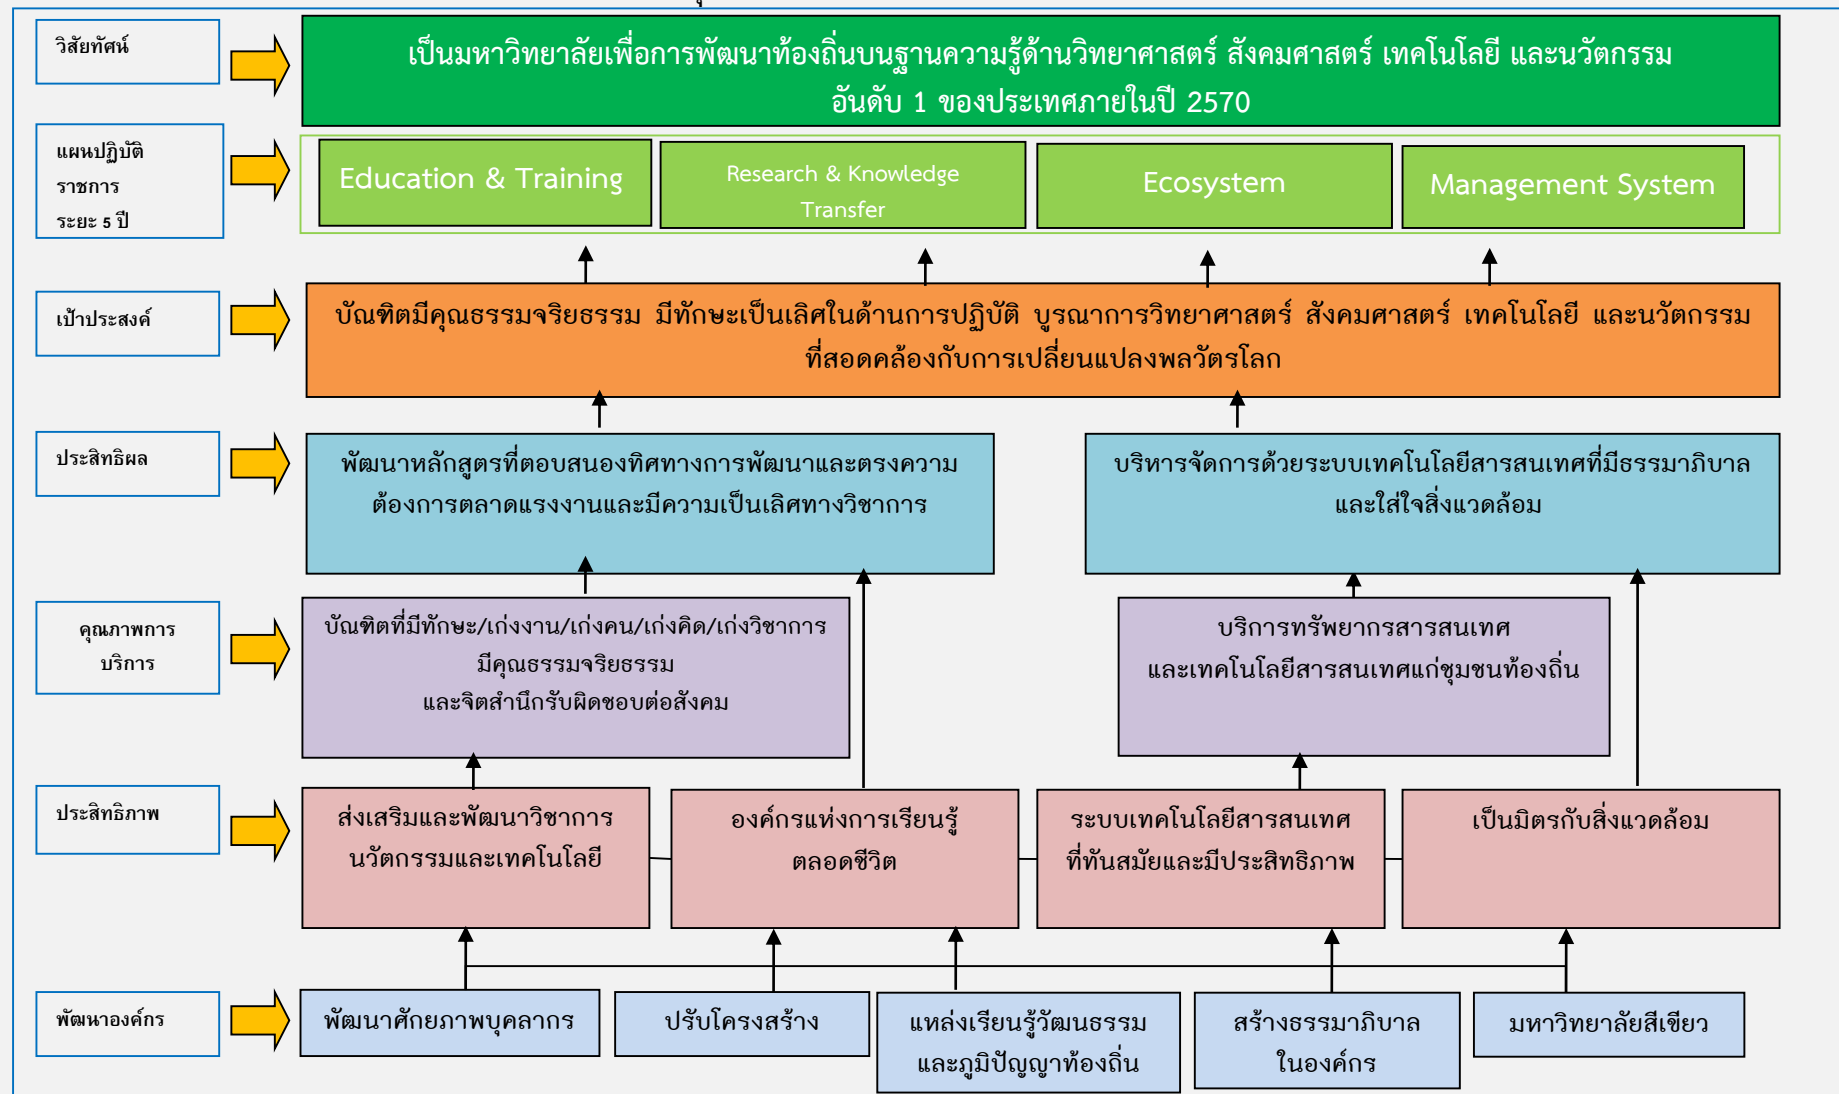 วิสัยทัศน์
เป็นมหาวิทยาลัยเพื่อการพัฒนาท้องถิ่นบนฐานความรู้ด้านวิทยาศาสตร์ สังคมศาสตร์ เทคโนโลยี และนวัตกรรม
อันดับ 1 ของประเทศภายในปี 2570
แผนปฏิบัติ
ราชการ
ระยะ 5 ปี
Education & Training
Research & Knowledge
Transfer
Ecosystem
Management System
เป้าประสงค์
บัณฑิตมีคุณธรรมจริยธรรม มีทักษะเป็นเลิศในด้านการปฏิบัติ บูรณาการวิทยาศาสตร์ สังคมศาสตร์ เทคโนโลยี และนวัตกรรม
ที่สอดคล้องกับการเปลี่ยนแปลงพลวัตรโลก
ประสิทธิผล
พัฒนาหลักสูตรที่ตอบสนองทิศทางการพัฒนาและตรงความ
ต้องการตลาดแรงงานและมีความเป็นเลิศทางวิชาการ
บริหารจัดการด้วยระบบเทคโนโลยีสารสนเทศที่มีธรรมาภิบาล
และใส่ใจสิ่งแวดล้อม
คุณภาพการ
บริการ
บัณฑิตที่มีทักษะ/เก่งงาน/เก่งคน/เก่งคิด/เก่งวิชาการ
มีคุณธรรมจริยธรรม
และจิตสำนึกรับผิดชอบต่อสังคม
บริการทรัพยากรสารสนเทศ
และเทคโนโลยีสารสนเทศแก่ชุมชนท้องถิ่น
ประสิทธิภาพ
ส่งเสริมและพัฒนาวิชาการ
นวัตกรรมและเทคโนโลยี
องค์กรแห่งการเรียนรู้
ตลอดชีวิต
ระบบเทคโนโลยีสารสนเทศ
ที่ทันสมัยและมีประสิทธิภาพ
เป็นมิตรกับสิ่งแวดล้อม
พัฒนาองค์กร
พัฒนาศักยภาพบุคลากร
ปรับโครงสร้าง
แหล่งเรียนรู้วัฒนธรรม
และภูมิปัญญาท้องถิ่น
สร้างธรรมาภิบาล
ในองค์กร
มหาวิทยาลัยสีเขียว